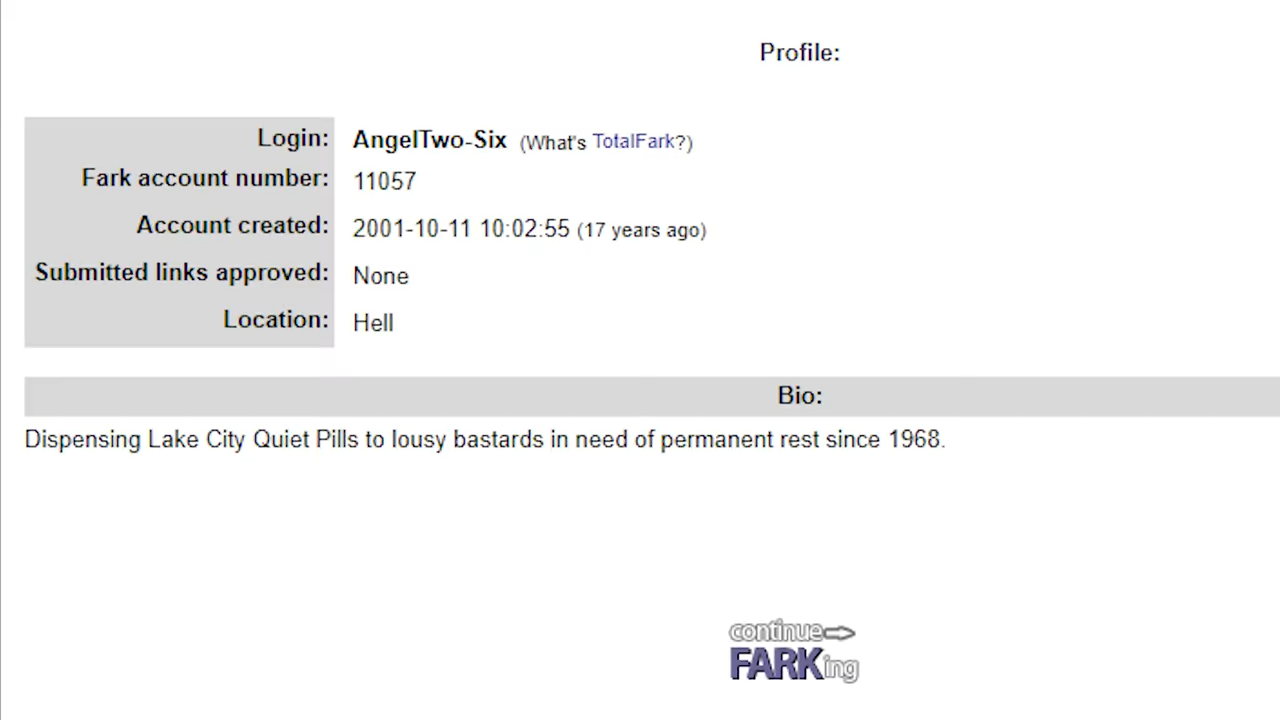 Profile:
Login: AngelTwo-Six (What's TotalFark?)
Fark account number: 11057
Account created: 2001-10-11 10:02:55 (17 years ago)
Submitted links approved: None
Location: Hell
Bio:
Dispensing Lake City Quiet Pills to lousy bastards in need of permanent rest since 1968.
continue
FARKing